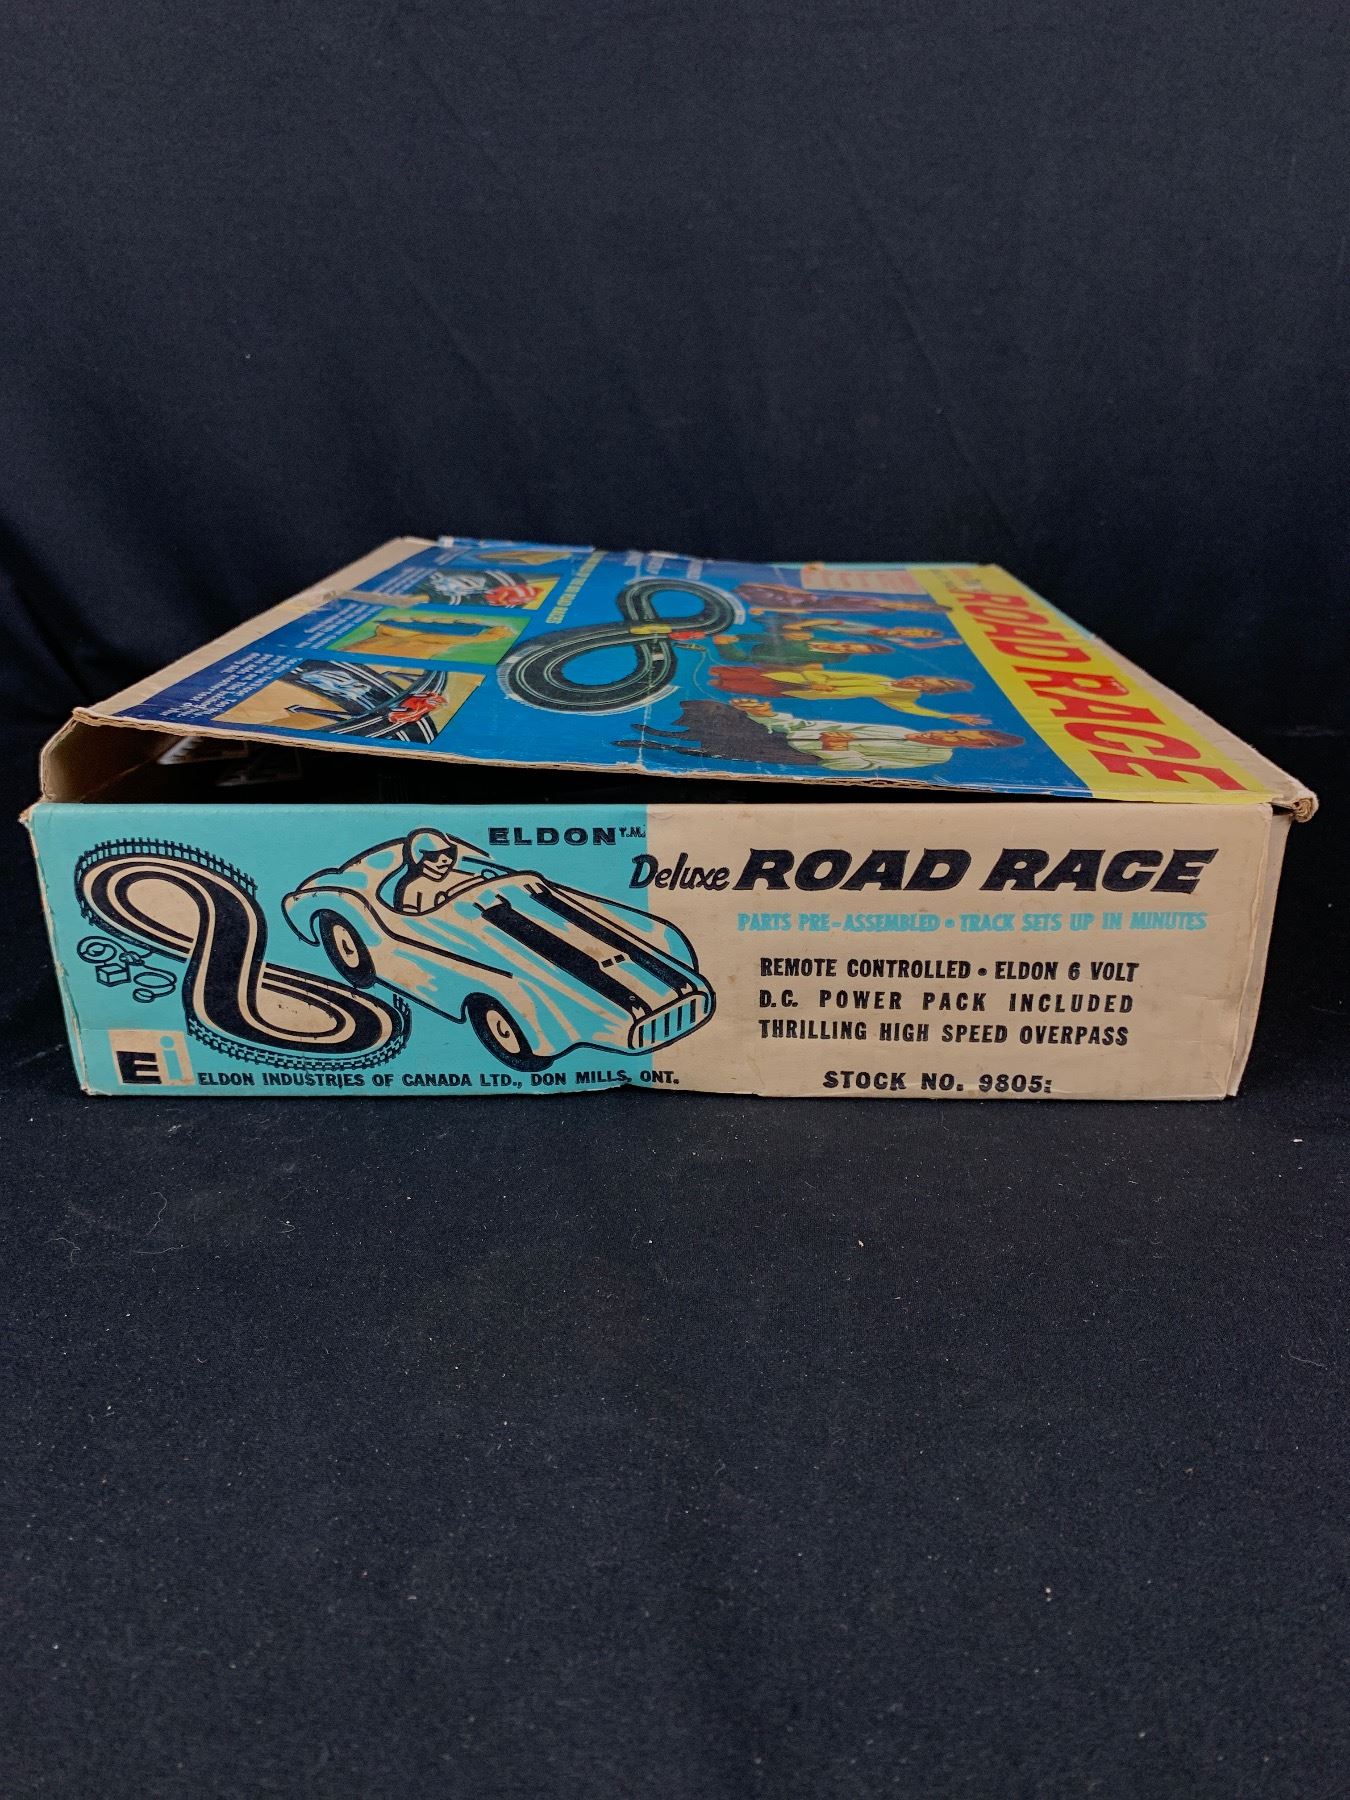 ROAD RACE
ELDON T.M.
Deluxe ROAD RACE
PARTS PRE-ASSEMBLED • TRACK SETS UP IN MINUTES
REMOTE CONTROLLED • ELDON 6 VOLT
D.C. POWER PACK INCLUDED
THRILLING HIGH SPEED OVERPASS
STOCK NO. 9805:
Ei
ELDON INDUSTRIES OF CANADA LTD., DON MILLS, ONT.